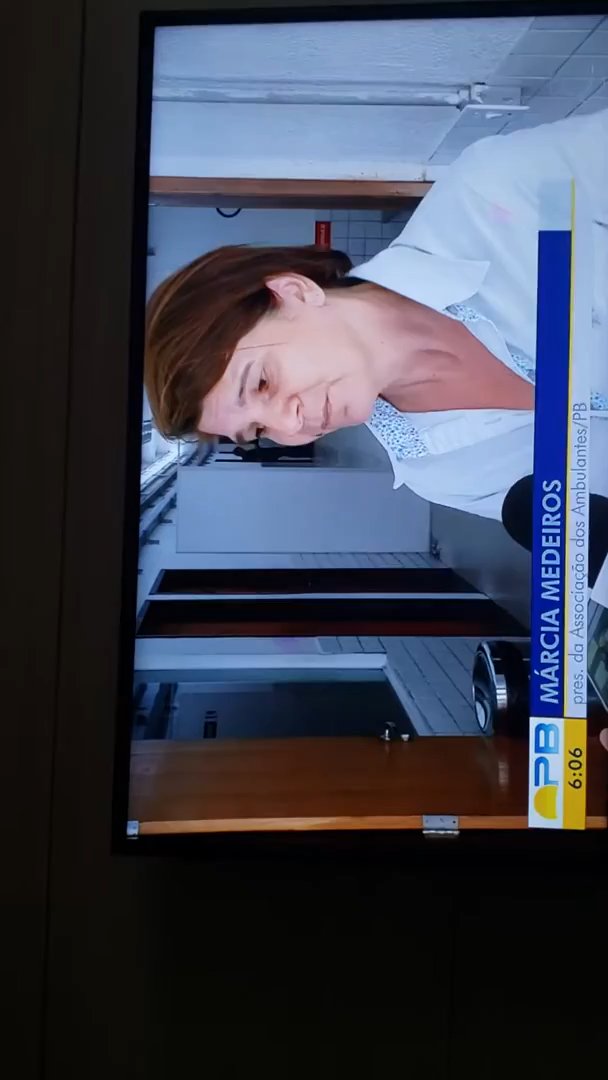 MÁRCIA MEDEIROS
pres. da Associação dos Ambulantes/PB
PB
6:06